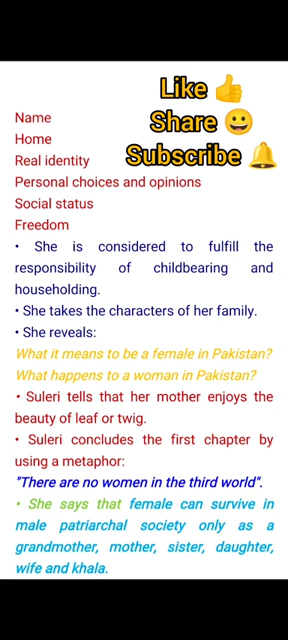 Like 👍
Share 😀
Subscribe 🔔
Name
Home
Real identity
Personal choices and opinions
Social status
Freedom
• She is considered to fulfill the
responsibility of childbearing and
householding.
• She takes the characters of her family.
• She reveals:
What it means to be a female in Pakistan?
What happens to a woman in Pakistan?
• Suleri tells that her mother enjoys the
beauty of leaf or twig.
• Suleri concludes the first chapter by
using a metaphor:
"There are no women in the third world".
• She says that female can survive in
male patriarchal society only as a
grandmother, mother, sister, daughter,
wife and khala.